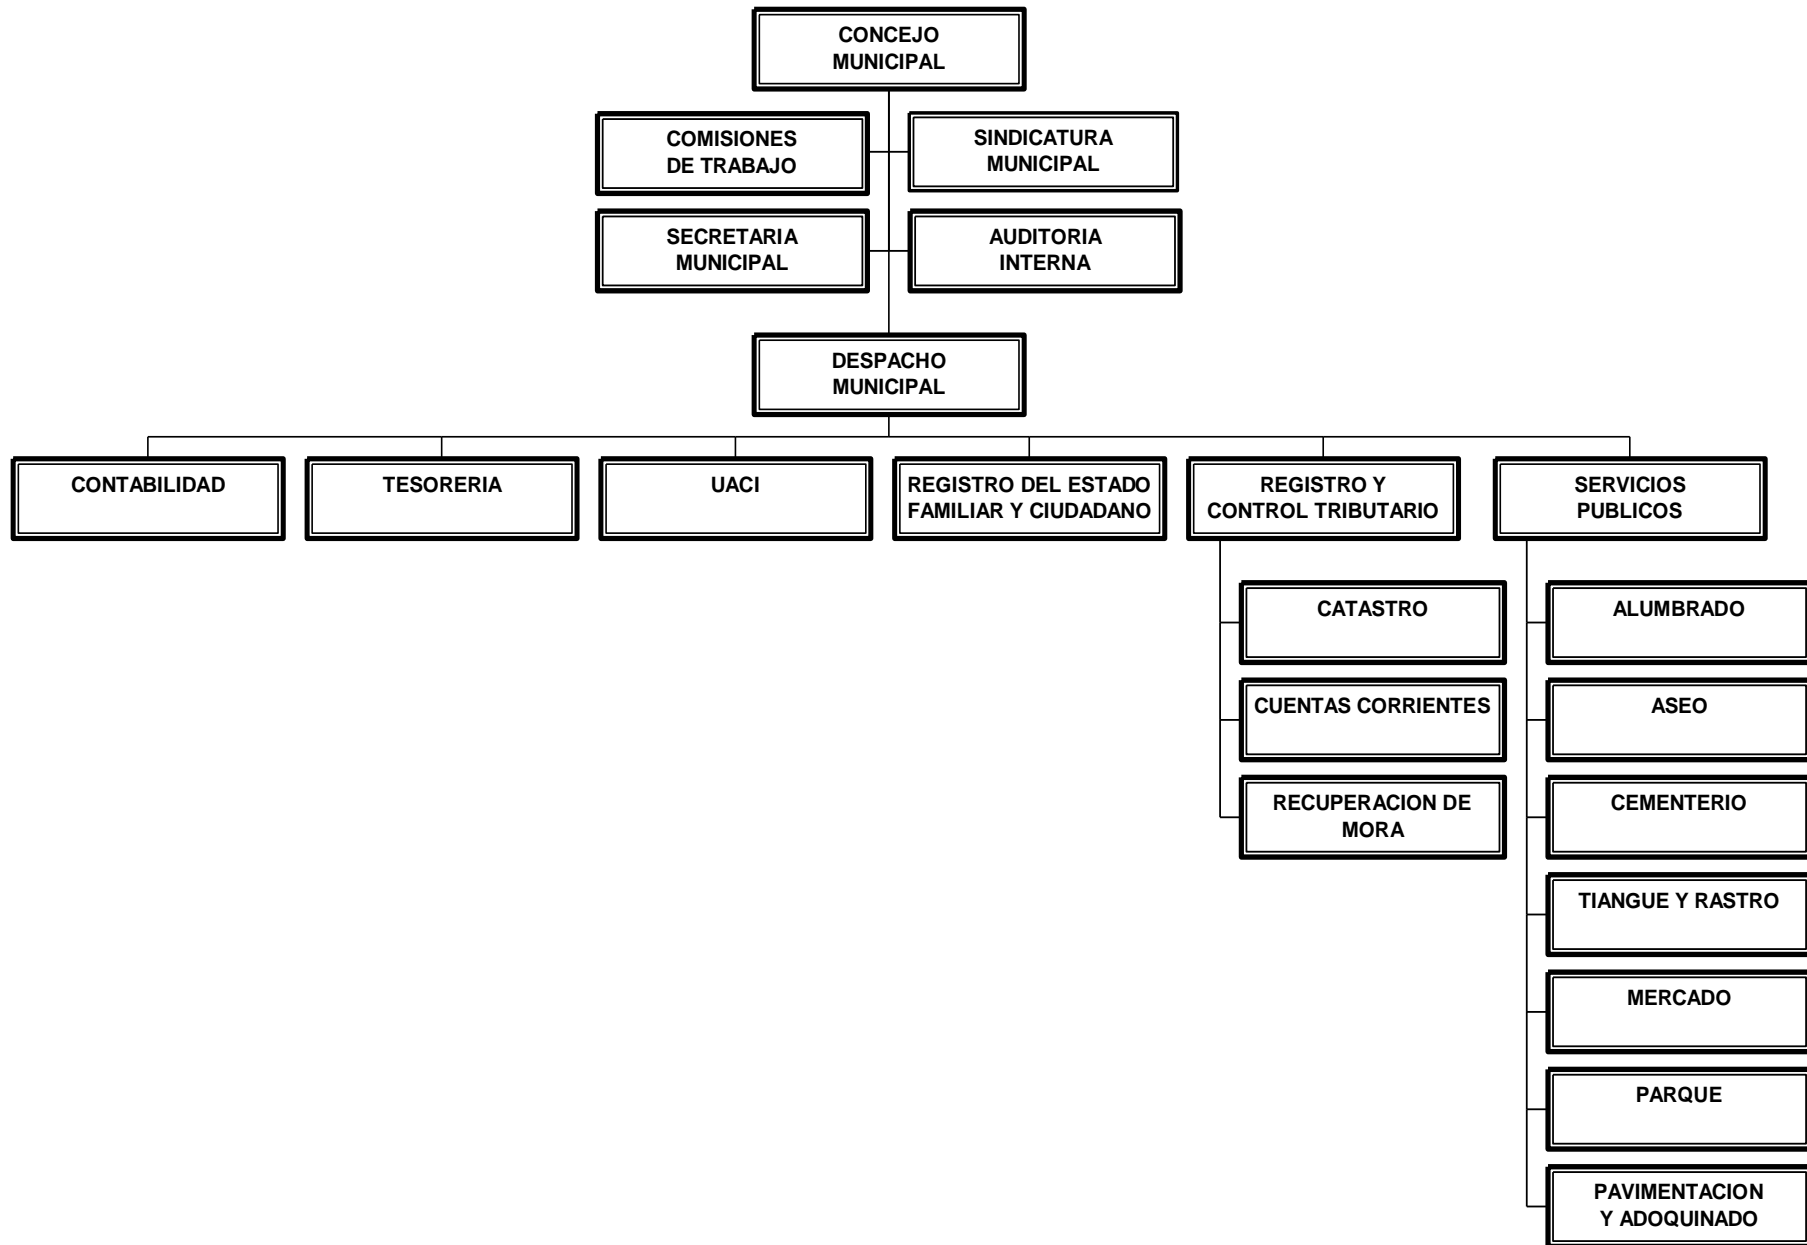 CONCEJO
MUNICIPAL
COMISIONES
DE TRABAJO
SINDICATURA
MUNICIPAL
SECRETARIA
MUNICIPAL
AUDITORIA
INTERNA
DESPACHO
MUNICIPAL
CONTABILIDAD
TESORERIA
UACI
REGISTRO DEL ESTADO
FAMILIAR Y CIUDADANO
REGISTRO Y
CONTROL TRIBUTARIO
SERVICIOS
PUBLICOS
CATASTRO
CUENTAS CORRIENTES
RECUPERACION DE
MORA
ALUMBRADO
ASEO
CEMENTERIO
TIANGUE Y RASTRO
MERCADO
PARQUE
PAVIMENTACION
Y ADOQUINADO